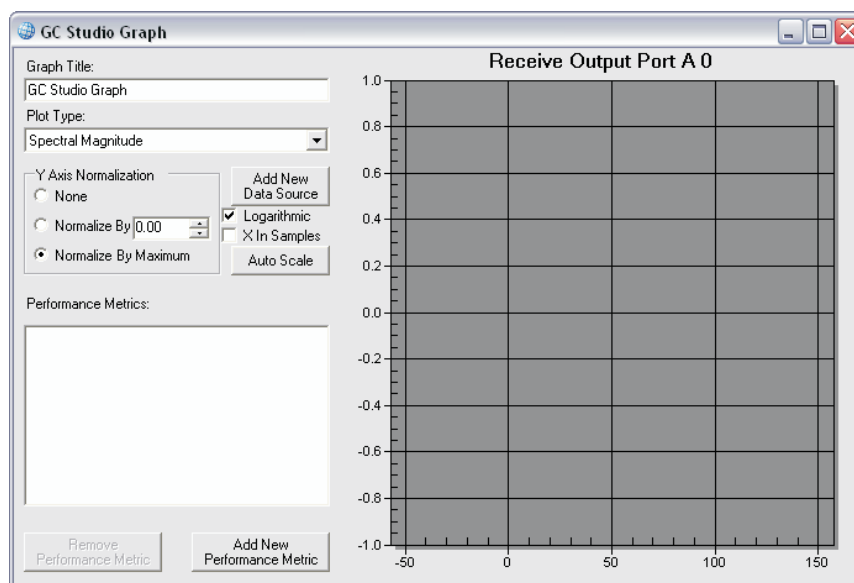 GC Studio Graph
Graph Title:
GC Studio Graph
Plot Type:
Spectral Magnitude
Y Axis Normalization
None
Normalize By 0.00
Normalize By Maximum
Add New
Data Source
Logarithmic
X In Samples
Auto Scale
Performance Metrics:
Remove
Performance Metric
Add New
Performance Metric
Receive Output Port A 0
1.0
0.8
0.6
0.4
0.2
0.0
-0.2
-0.4
-0.6
-0.8
-1.0
-50 0 50 100 150